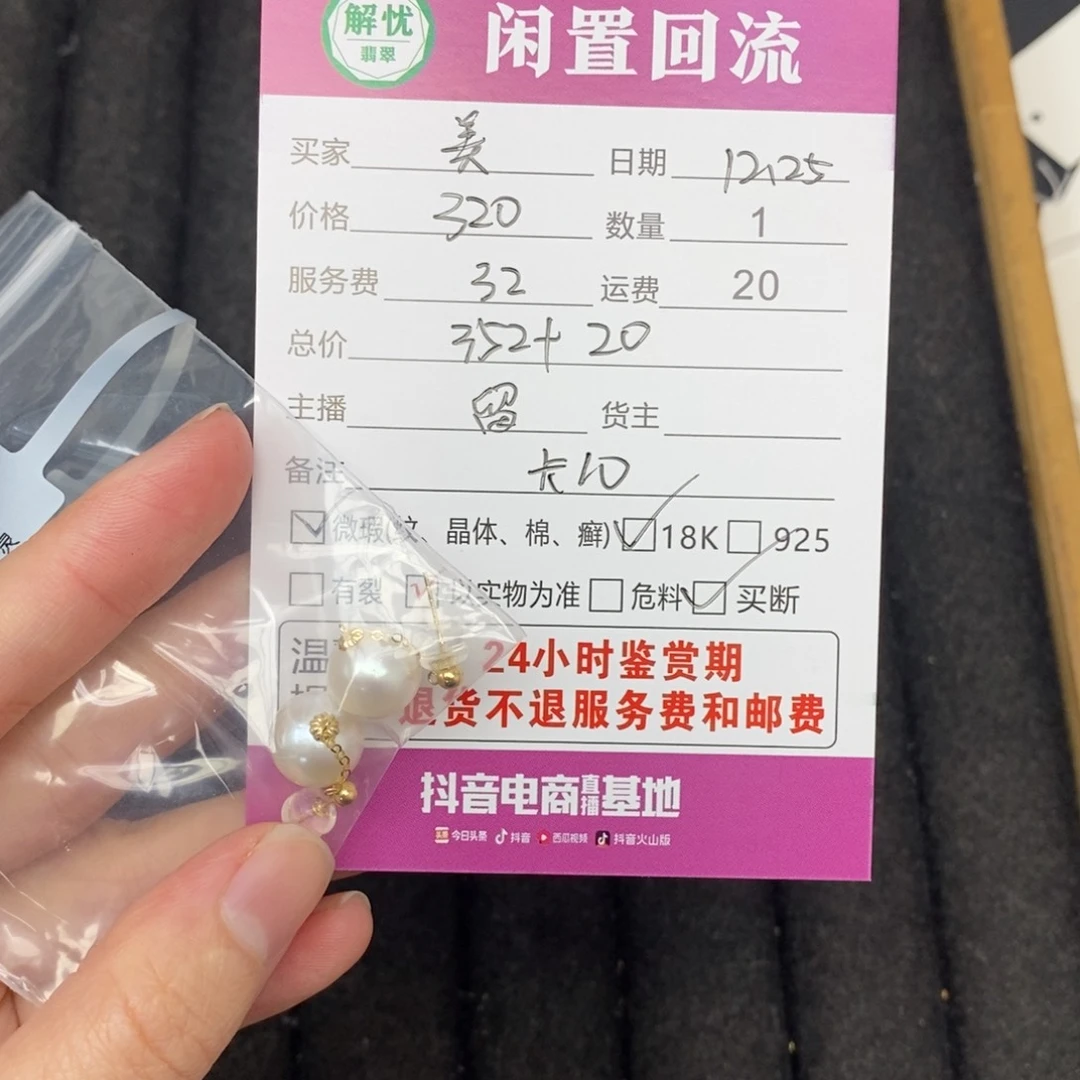 解忧
翡翠
闲置回流
买家 美 日期 12.25
价格 320 数量 1
服务费 32 运费 20
总价 352+20
主播 留 货主
备注 卡10
微瑕(纹、晶体、棉、癣) 18K 925
有裂 以实物为准 危料 买断
温
24小时鉴赏期
退货不退服务费和邮费
抖音电商直播基地
今日头条 抖音 西瓜视频 抖音火山版